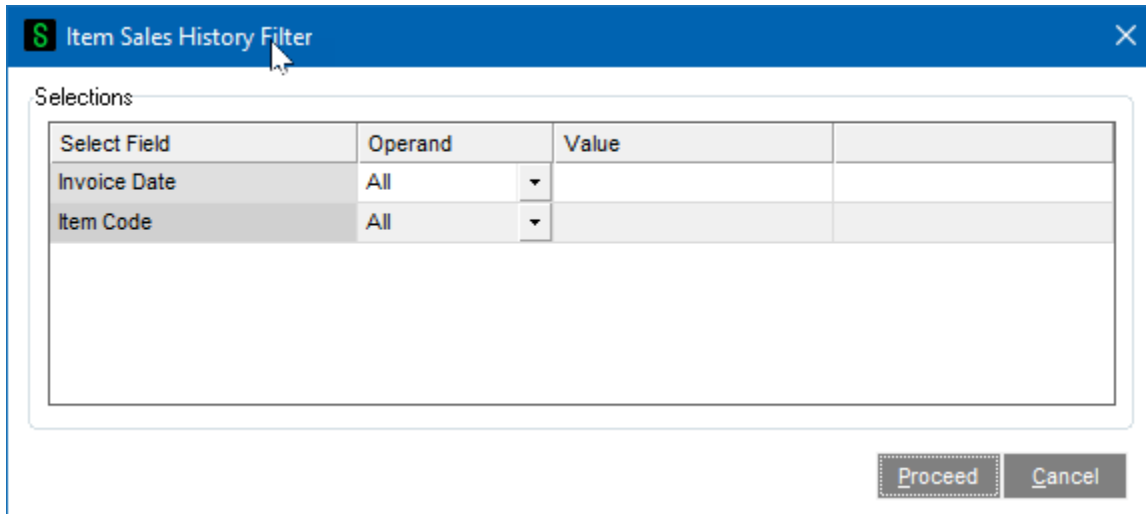 S Item Sales History Filter
Selections
Select Field Operand Value
Invoice Date All
Item Code All
Proceed Cancel